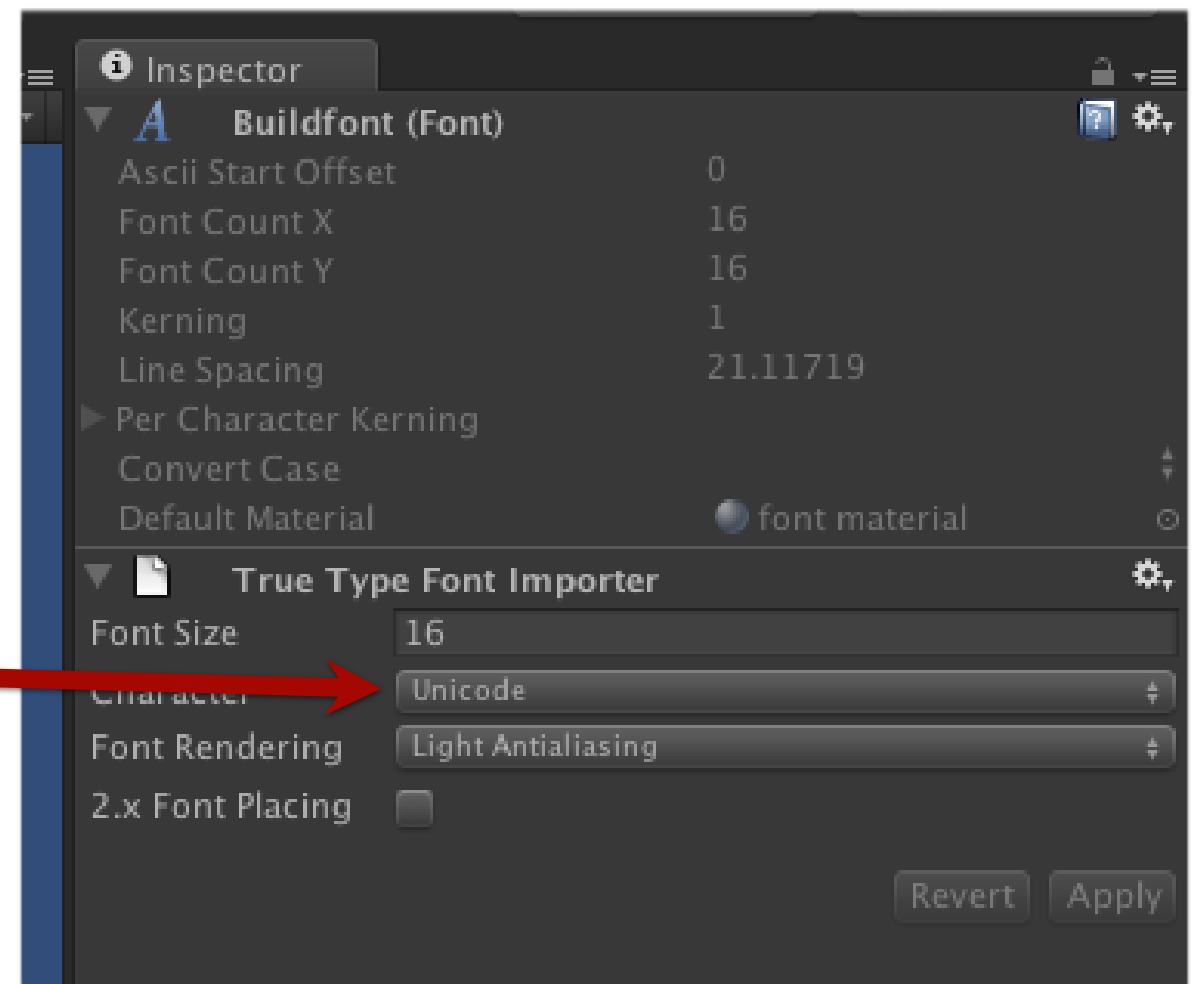 Inspector
Buildfont (Font)
Ascii Start Offset 0
Font Count X 16
Font Count Y 16
Kerning 1
Line Spacing 21.11719
Per Character Kerning
Convert Case
Default Material font material
True Type Font Importer
Font Size 16
Character Unicode
Font Rendering Light Antialiasing
2.x Font Placing
Revert Apply